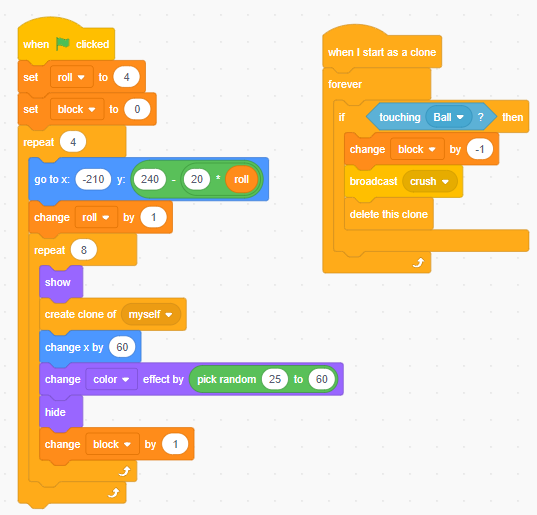 when clicked
set roll to 4
set block to 0
repeat 4
go to x: -210 y: 240 - 20 * roll
change roll by 1
repeat 8
show
create clone of myself
change x by 60
change color effect by pick random 25 to 60
hide
change block by 1
when I start as a clone
forever
if touching Ball ? then
change block by -1
broadcast crush
delete this clone